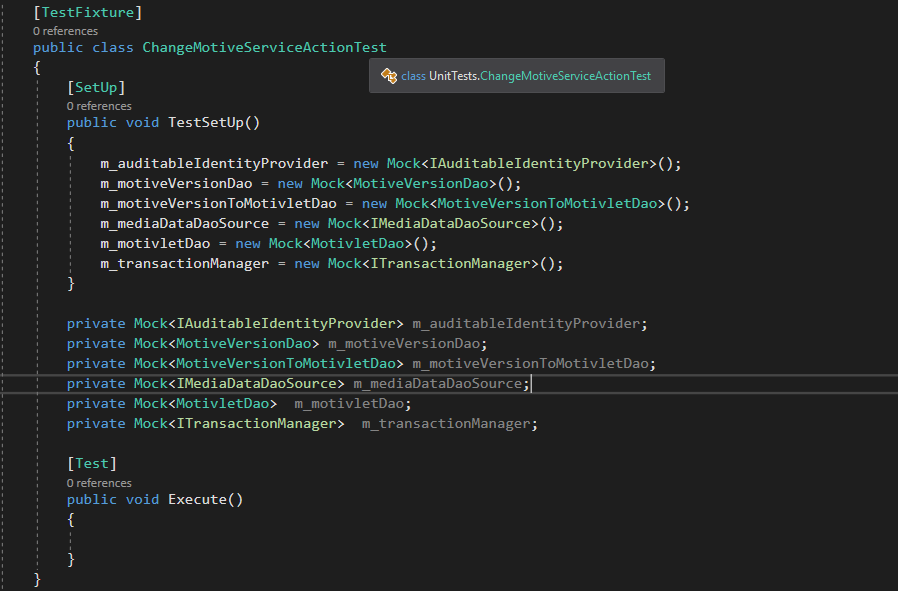 [TestFixture]
0 references
public class ChangeMotiveServiceActionTest
{
class UnitTests.ChangeMotiveServiceActionTest
[SetUp]
0 references
public void TestSetUp()
{
m_auditableIdentityProvider = new Mock<IAuditableIdentityProvider>();
m_motiveVersionDao = new Mock<MotiveVersionDao>();
m_motiveVersionToMotivletDao = new Mock<MotiveVersionToMotivletDao>();
m_mediaDataDaoSource = new Mock<IMediaDataDaoSource>();
m_motivletDao = new Mock<MotivletDao>();
m_transactionManager = new Mock<ITransactionManager>();
}
private Mock<IAuditableIdentityProvider> m_auditableIdentityProvider;
private Mock<MotiveVersionDao> m_motiveVersionDao;
private Mock<MotiveVersionToMotivletDao> m_motiveVersionToMotivletDao;
private Mock<IMediaDataDaoSource> m_mediaDataDaoSource;
private Mock<MotivletDao>  m_motivletDao;
private Mock<ITransactionManager>  m_transactionManager;
[Test]
0 references
public void Execute()
{
}
}